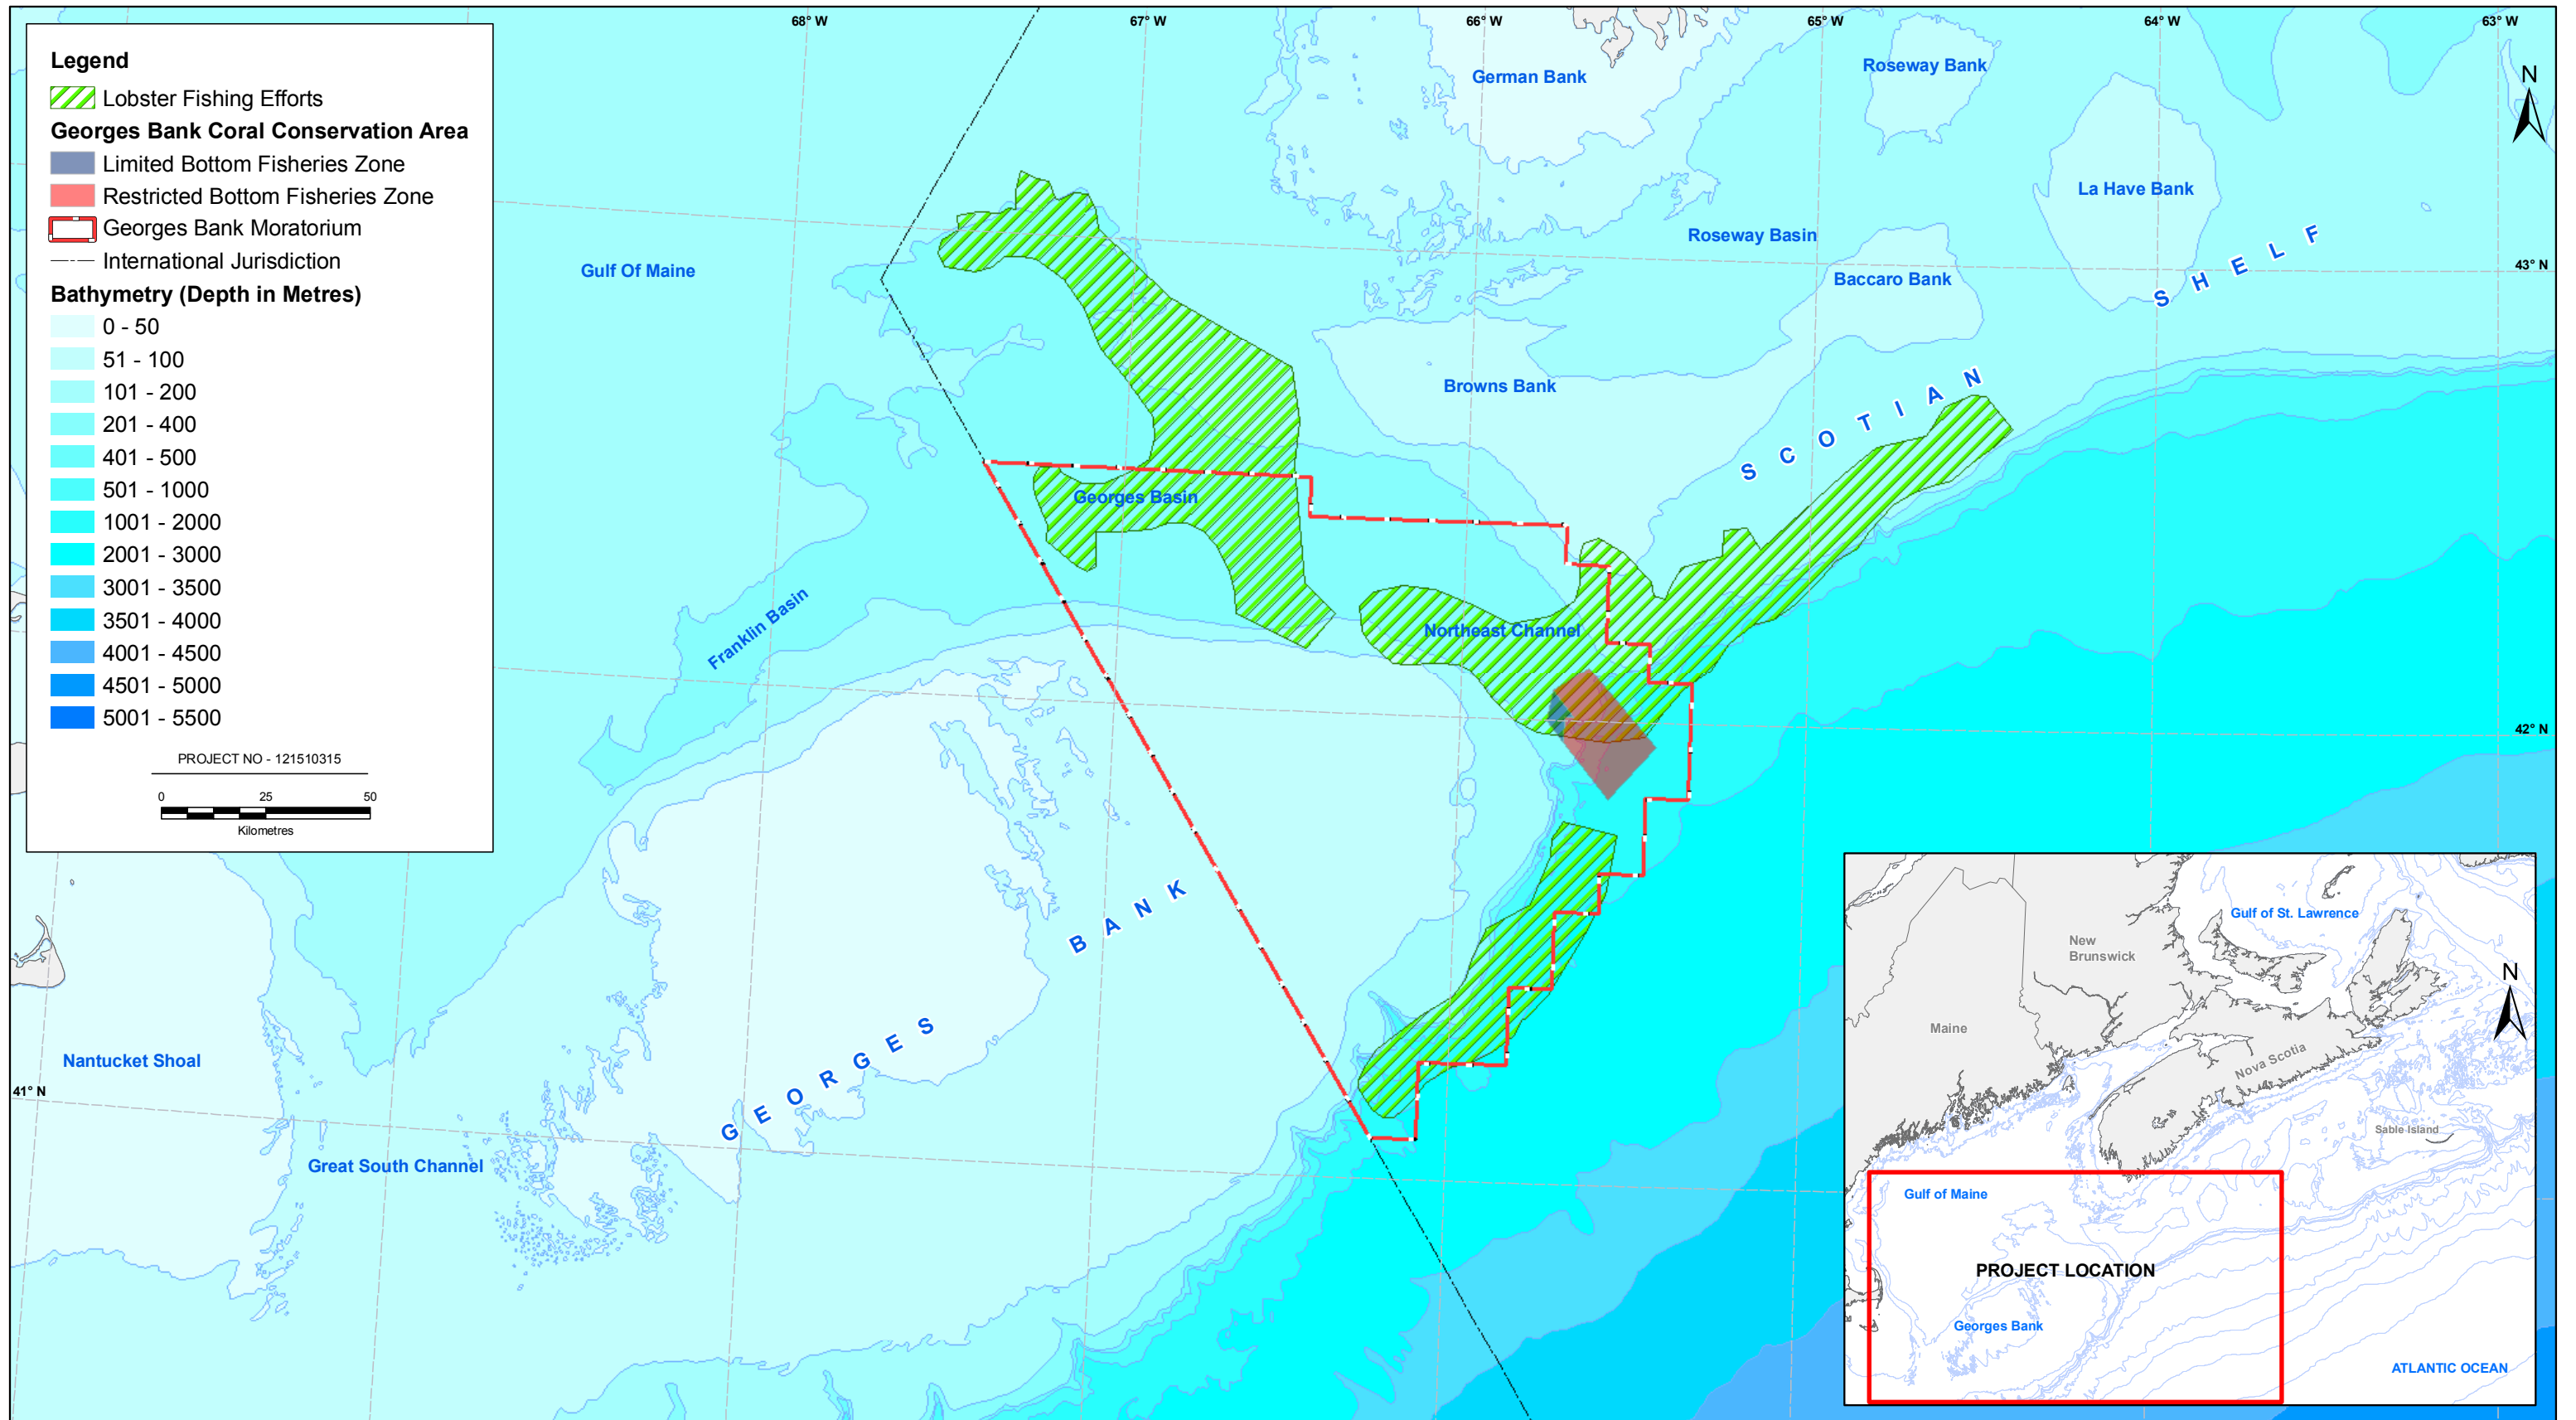 68° W
67° W
66° W
65° W
64° W
63° W
Legend
Lobster Fishing Efforts
Georges Bank Coral Conservation Area
Limited Bottom Fisheries Zone
Restricted Bottom Fisheries Zone
Georges Bank Moratorium
International Jurisdiction
Bathymetry (Depth in Metres)
0 - 50
51 - 100
101 - 200
201 - 400
401 - 500
501 - 1000
1001 - 2000
2001 - 3000
3001 - 3500
3501 - 4000
4001 - 4500
4501 - 5000
5001 - 5500
PROJECT NO - 121510315
0 25 50
Kilometres
German Bank
Roseway Bank
N
La Have Bank
Roseway Basin
SCOTIAN SHELF
43° N
Gulf Of Maine
Baccaro Bank
Browns Bank
Georges Basin
Franklin Basin
Northeast Channel
42° N
GEORGES BANK
Nantucket Shoal
41° N
Great South Channel
Gulf of St. Lawrence
New
Brunswick
N
Maine
Nova Scotia
Sable Island
Gulf of Maine
PROJECT LOCATION
Georges Bank
ATLANTIC OCEAN